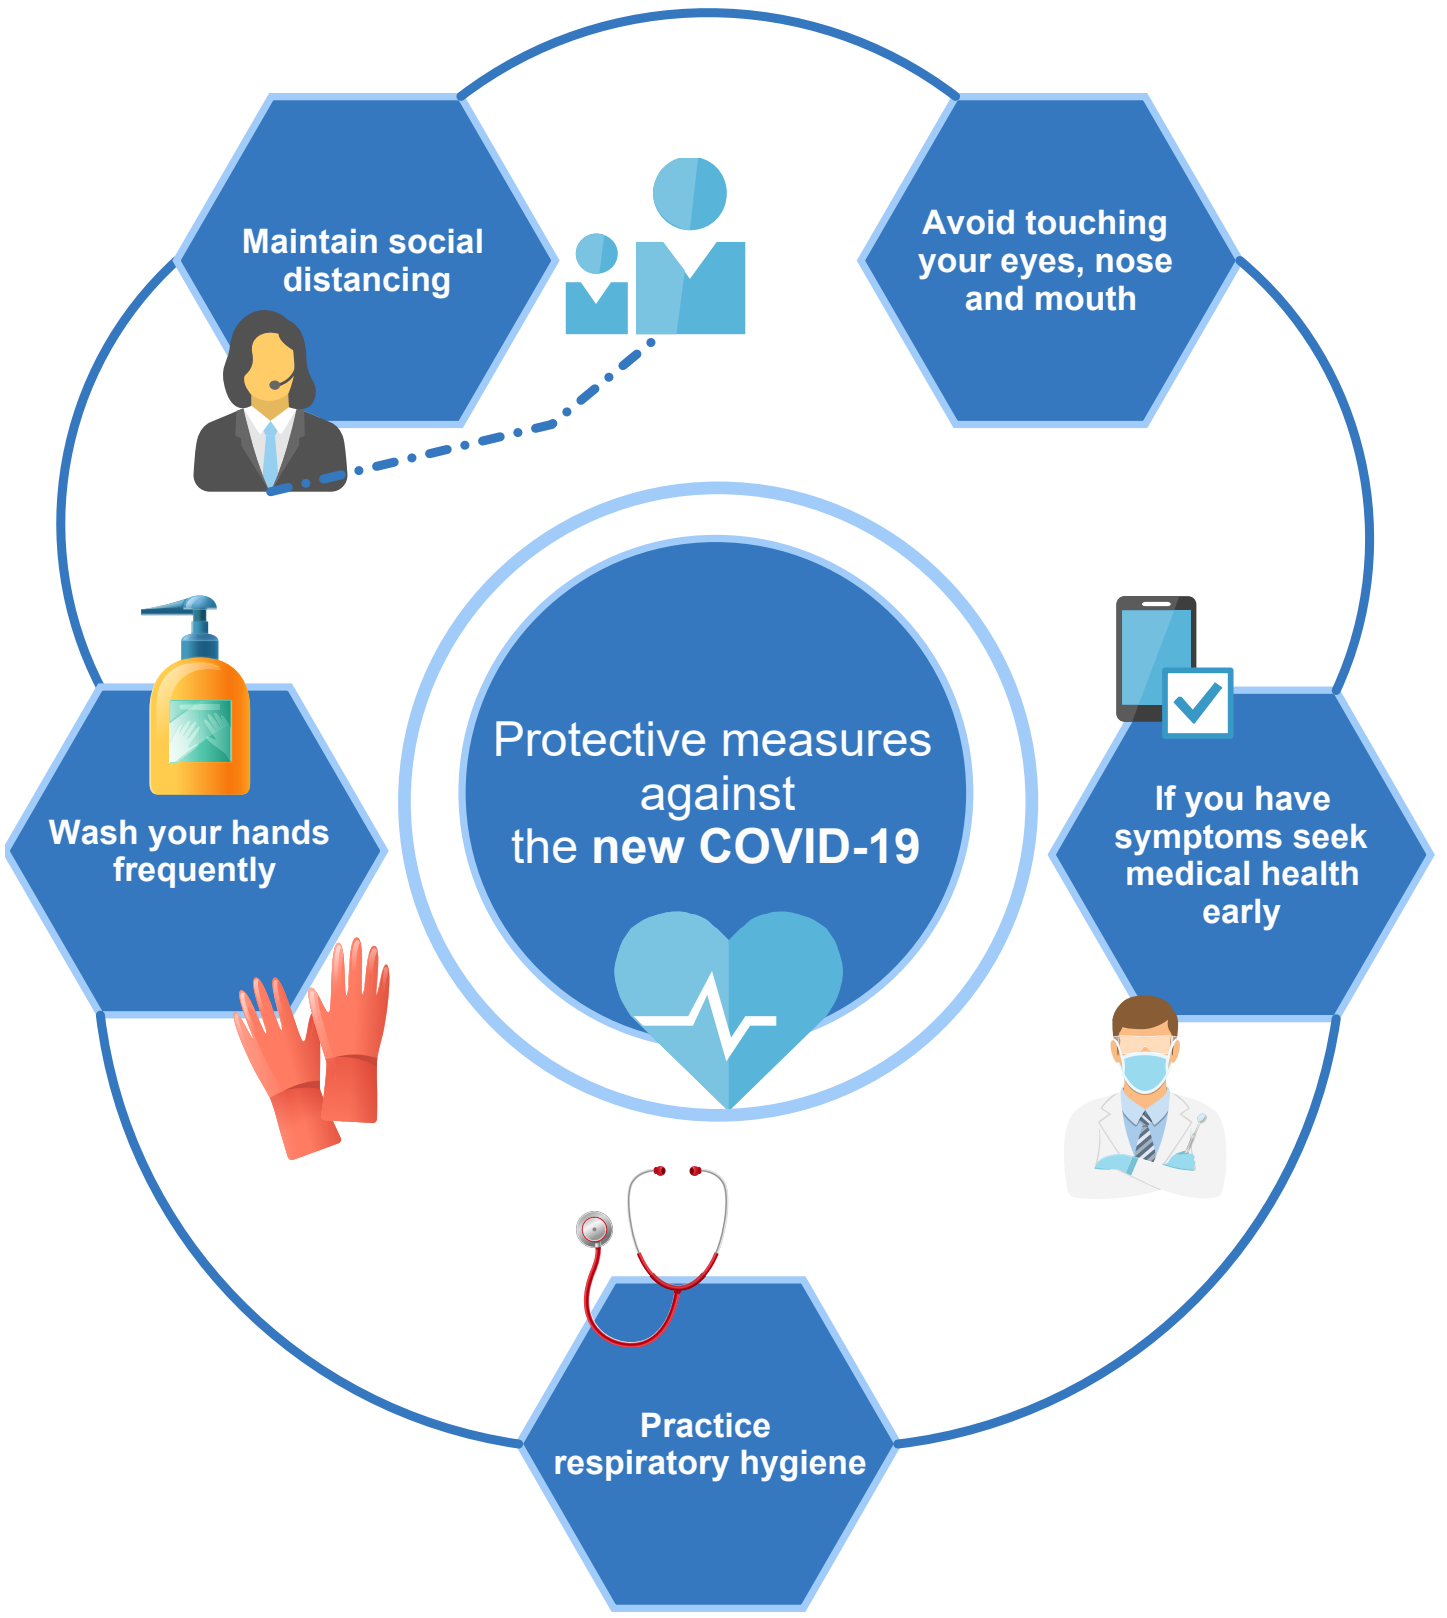 Maintain social
distancing
Avoid touching
your eyes, nose
and mouth
Protective measures
against
the new COVID-19
Wash your hands
frequently
If you have
symptoms seek
medical health
early
Practice
respiratory hygiene